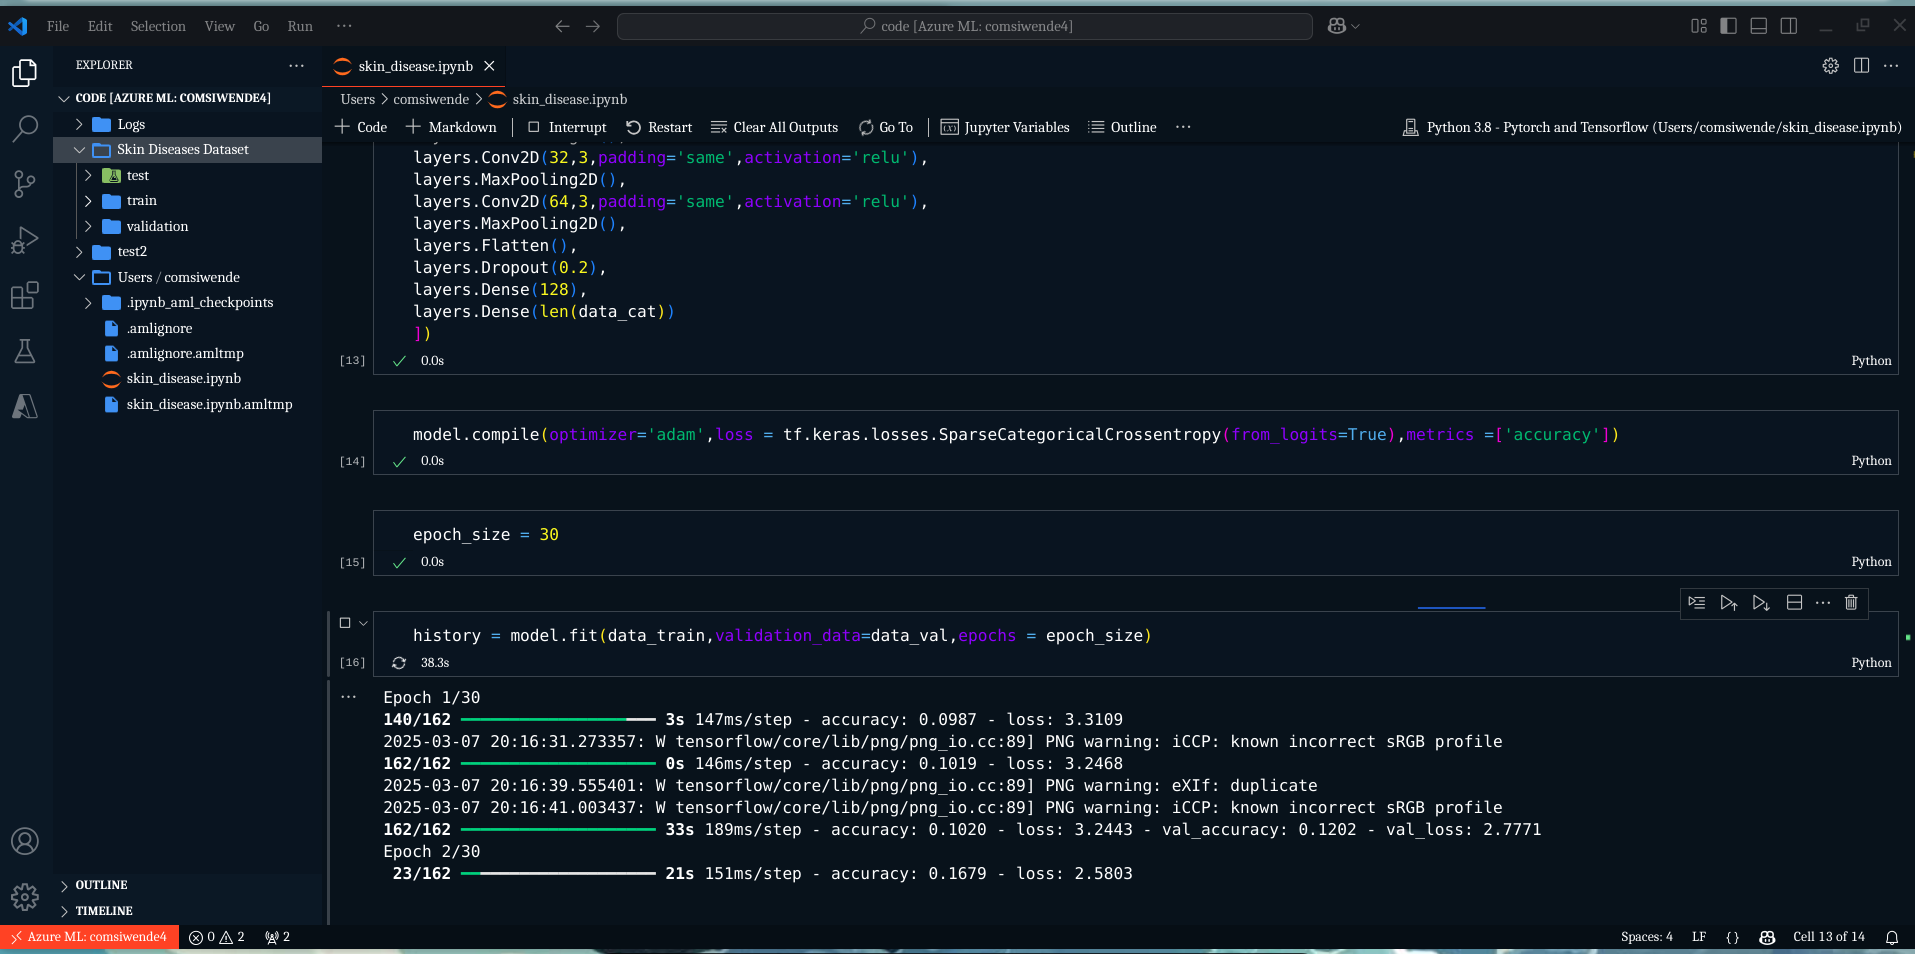 File Edit Selection View Go Run ···
code [Azure ML: comsiwende4]
EXPLORER ···
CODE [AZURE ML: COMSIWENDE4]
Logs
Skin Diseases Dataset
test
train
validation
test2
Users / comsiwende
.ipynb_aml_checkpoints
.amlignore
.amlignore.amltmp
skin_disease.ipynb
skin_disease.ipynb.amltmp
OUTLINE
TIMELINE
skin_disease.ipynb
Users > comsiwende > skin_disease.ipynb
Code Markdown Interrupt Restart Clear All Outputs Go To Jupyter Variables Outline ··· Python 3.8 - Pytorch and Tensorflow (Users/comsiwende/skin_disease.ipynb)
layers.Conv2D(32,3,padding='same',activation='relu'),
layers.MaxPooling2D(),
layers.Conv2D(64,3,padding='same',activation='relu'),
layers.MaxPooling2D(),
layers.Flatten(),
layers.Dropout(0.2),
layers.Dense(128),
layers.Dense(len(data_cat))
])
[13] 0.0s Python
model.compile(optimizer='adam',loss = tf.keras.losses.SparseCategoricalCrossentropy(from_logits=True),metrics =['accuracy'])
[14] 0.0s Python
epoch_size = 30
[15] 0.0s Python
history = model.fit(data_train,validation_data=data_val,epochs = epoch_size)
[16] 38.3s Python
Epoch 1/30
140/162 3s 147ms/step - accuracy: 0.0987 - loss: 3.3109
2025-03-07 20:16:31.273357: W tensorflow/core/lib/png/png_io.cc:89] PNG warning: iCCP: known incorrect sRGB profile
162/162 0s 146ms/step - accuracy: 0.1019 - loss: 3.2468
2025-03-07 20:16:39.555401: W tensorflow/core/lib/png/png_io.cc:89] PNG warning: eXIf: duplicate
2025-03-07 20:16:41.003437: W tensorflow/core/lib/png/png_io.cc:89] PNG warning: iCCP: known incorrect sRGB profile
162/162 33s 189ms/step - accuracy: 0.1020 - loss: 3.2443 - val_accuracy: 0.1202 - val_loss: 2.7771
Epoch 2/30
23/162 21s 151ms/step - accuracy: 0.1679 - loss: 2.5803
Azure ML: comsiwende4 0 2 2 Spaces: 4 LF {} Cell 13 of 14